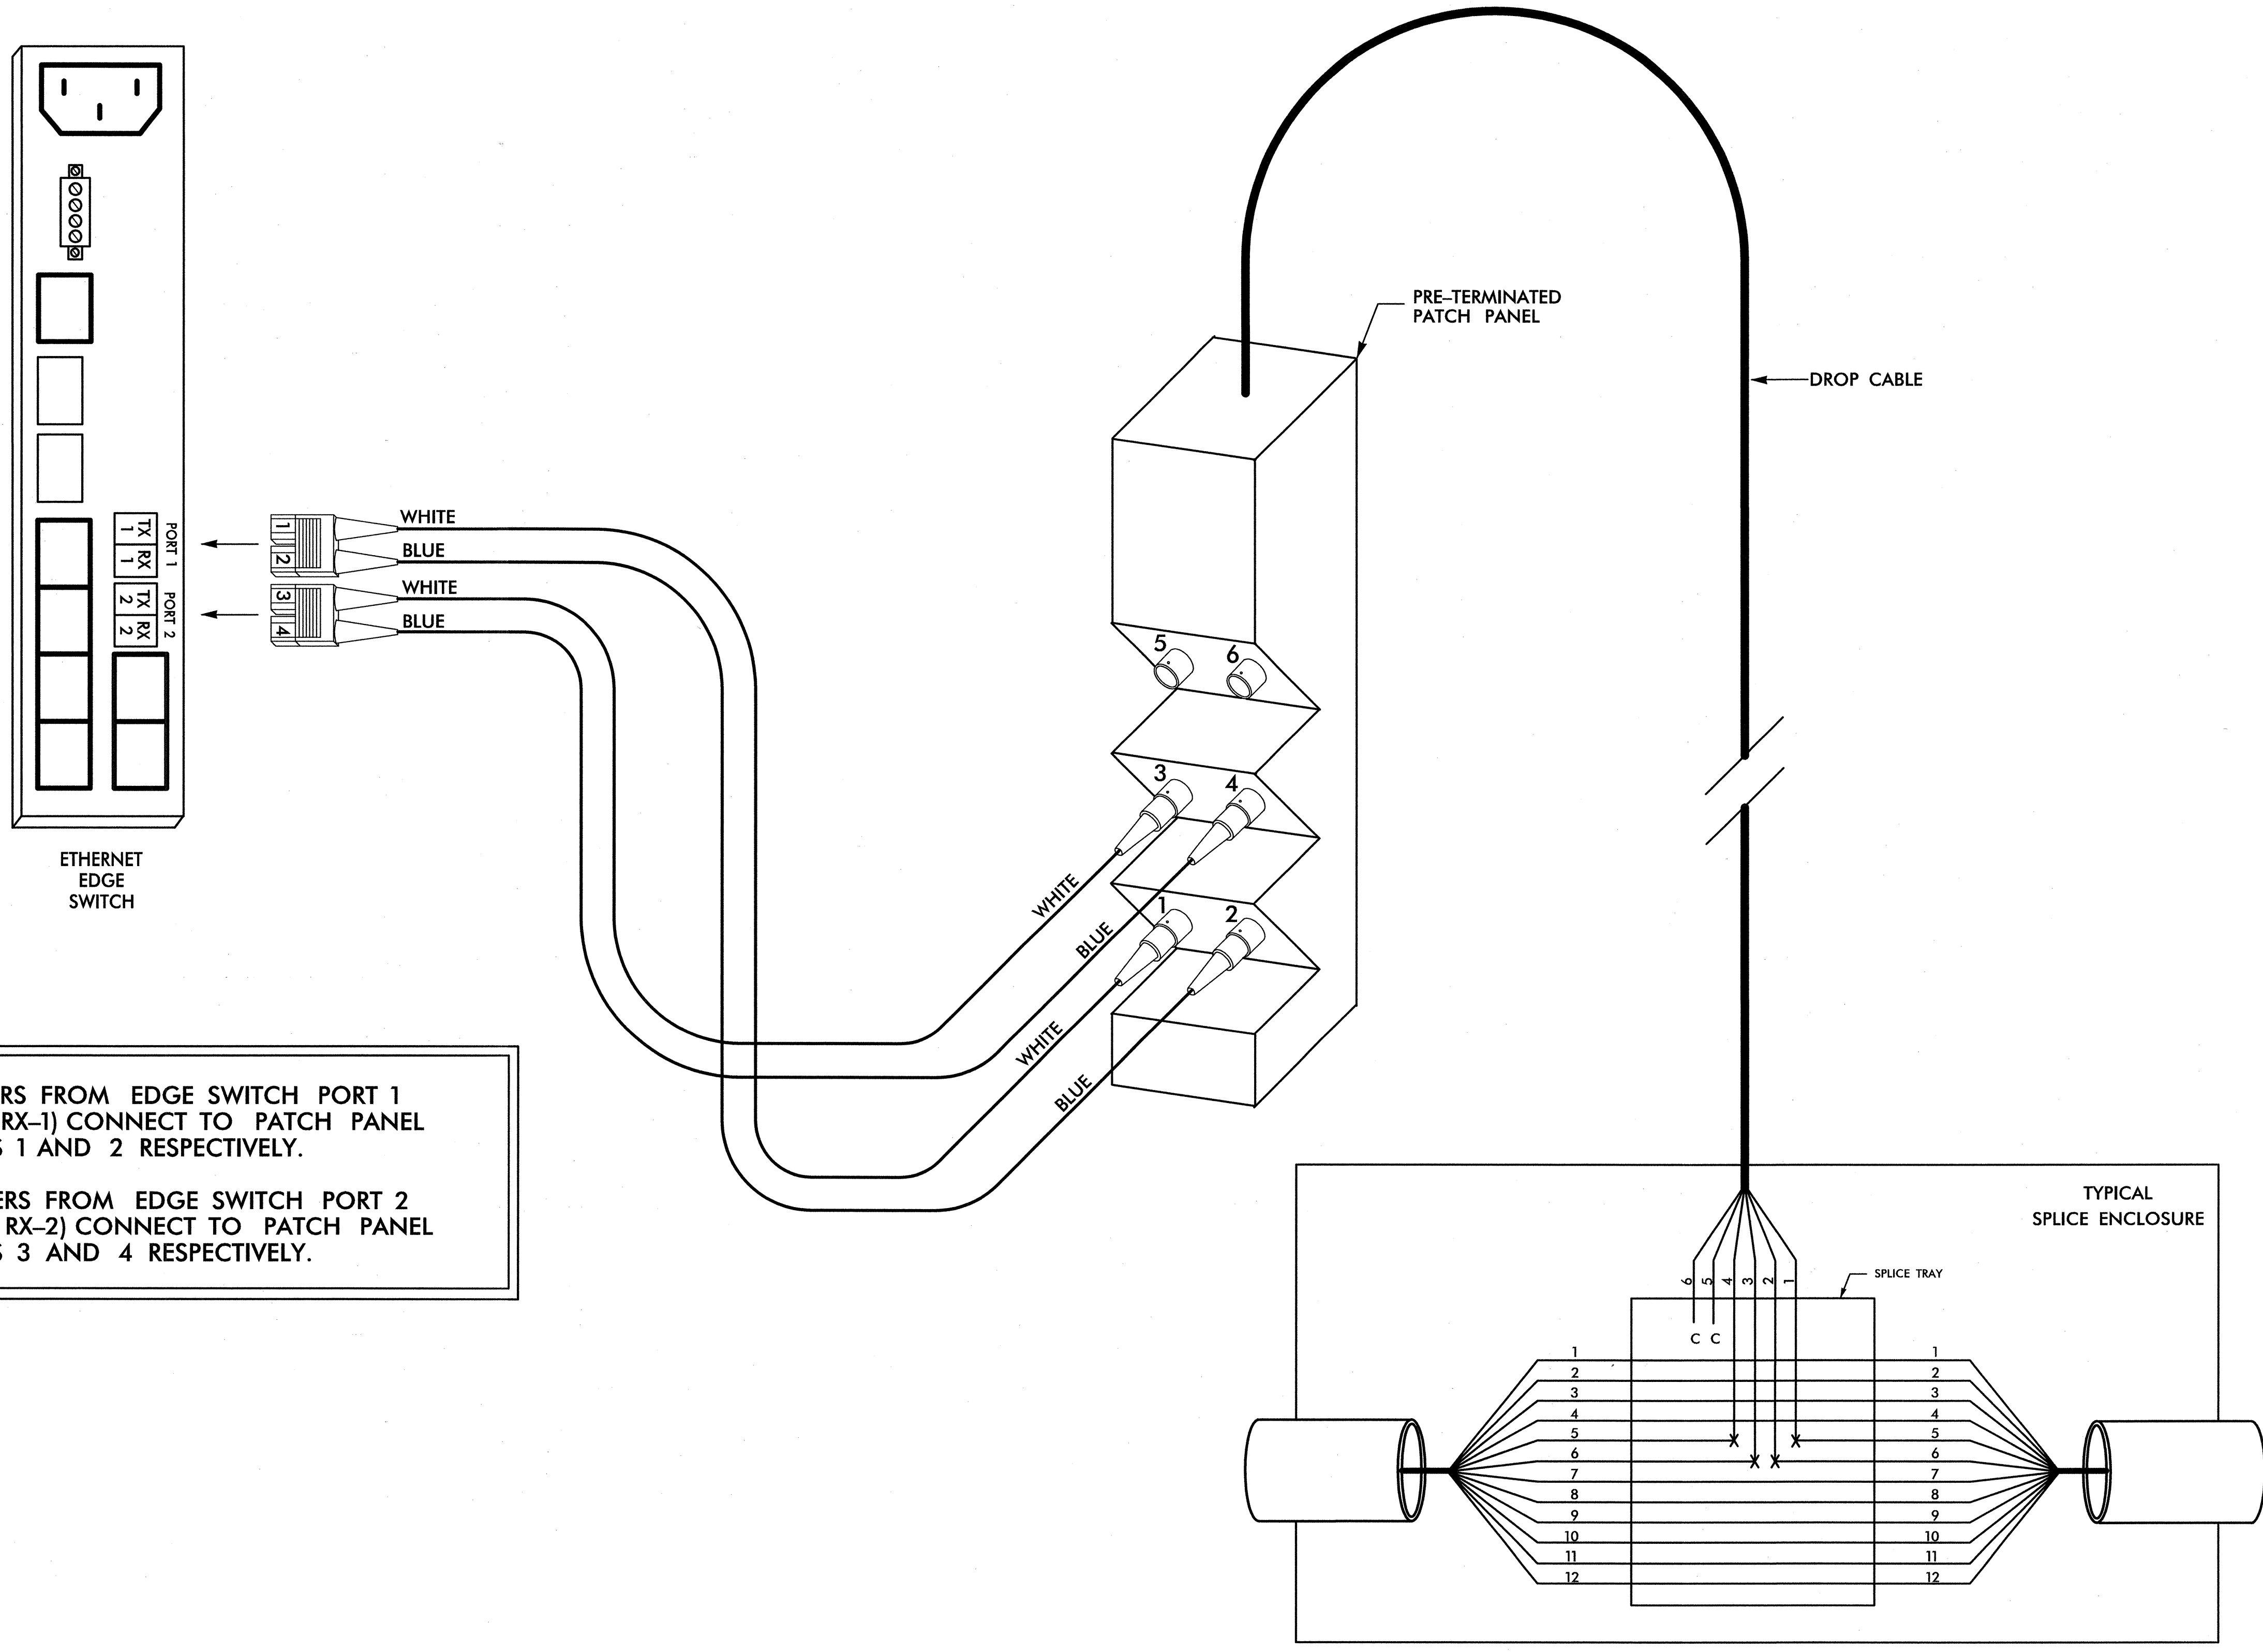 PRE–TERMINATED
PATCH PANEL
DROP CABLE
TX
1
RX
1
PORT 1
TX
2
RX
2
PORT 2
1
2
3
4
WHITE
BLUE
WHITE
BLUE
5
6
3
4
1
2
WHITE
BLUE
WHITE
BLUE
ETHERNET
EDGE
SWITCH
RS FROM EDGE SWITCH PORT 1
RX–1) CONNECT TO PATCH PANEL
S 1 AND 2 RESPECTIVELY.
ERS FROM EDGE SWITCH PORT 2
RX–2) CONNECT TO PATCH PANEL
S 3 AND 4 RESPECTIVELY.
TYPICAL
SPLICE ENCLOSURE
SPLICE TRAY
6 5 4 3 2 1
C C
1 1
2 2
3 3
4 4
5 5
6 6
7 7
8 8
9 9
10 10
11 11
12 12